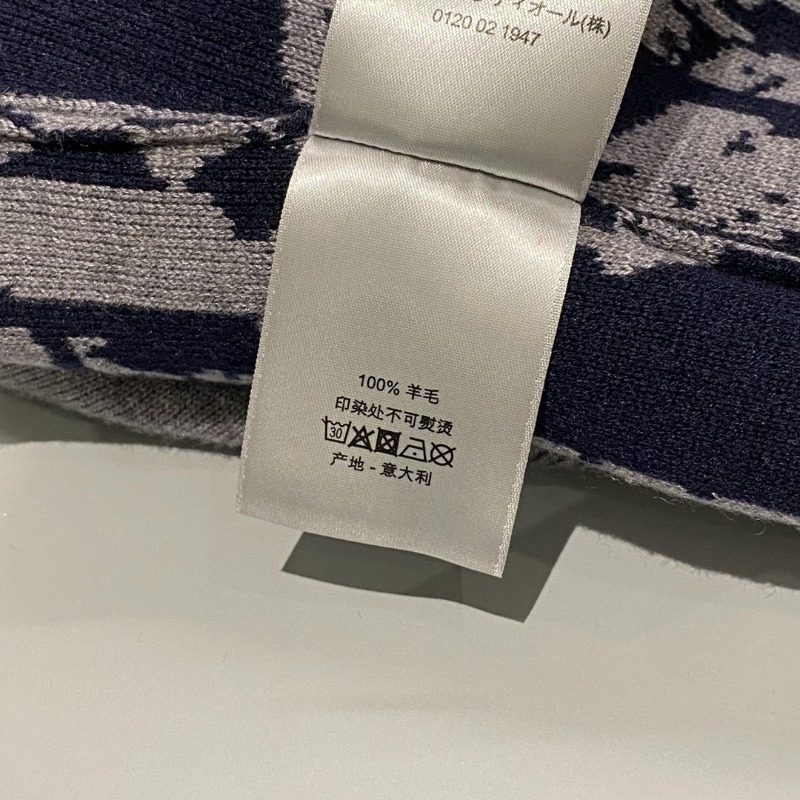 ディオール(株)
0120 02 1947
100% 羊毛
印染处不可熨烫
30
产地 - 意大利